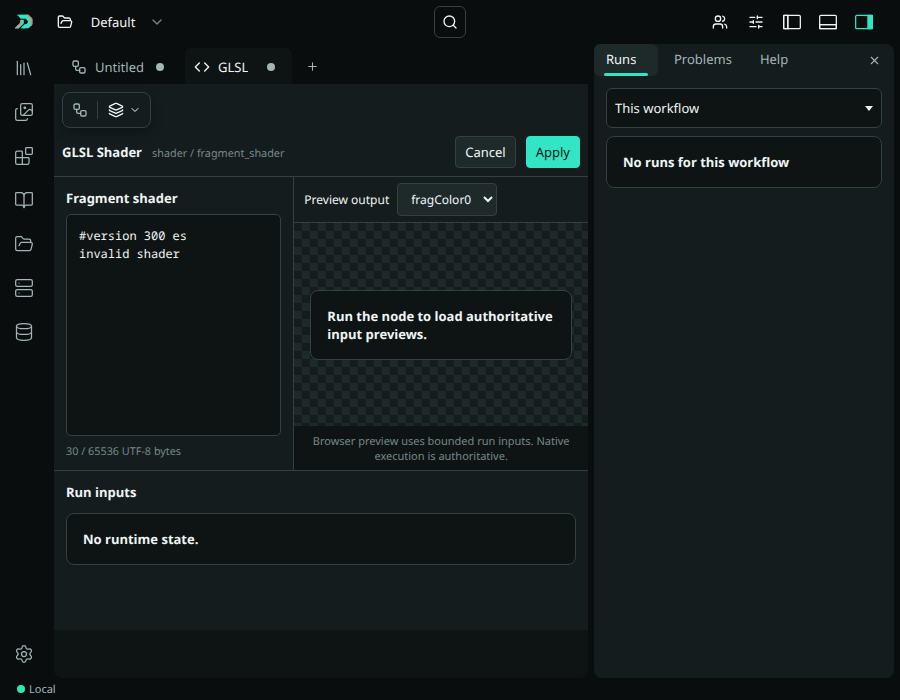 Default
Untitled
GLSL
Runs
Problems
Help
This workflow
No runs for this workflow
GLSL Shader
shader / fragment_shader
Cancel
Apply
Fragment shader
#version 300 es
invalid shader
30 / 65536 UTF-8 bytes
Preview output
fragColor0
Run the node to load authoritative
input previews.
Browser preview uses bounded run inputs. Native
execution is authoritative.
Run inputs
No runtime state.
Local